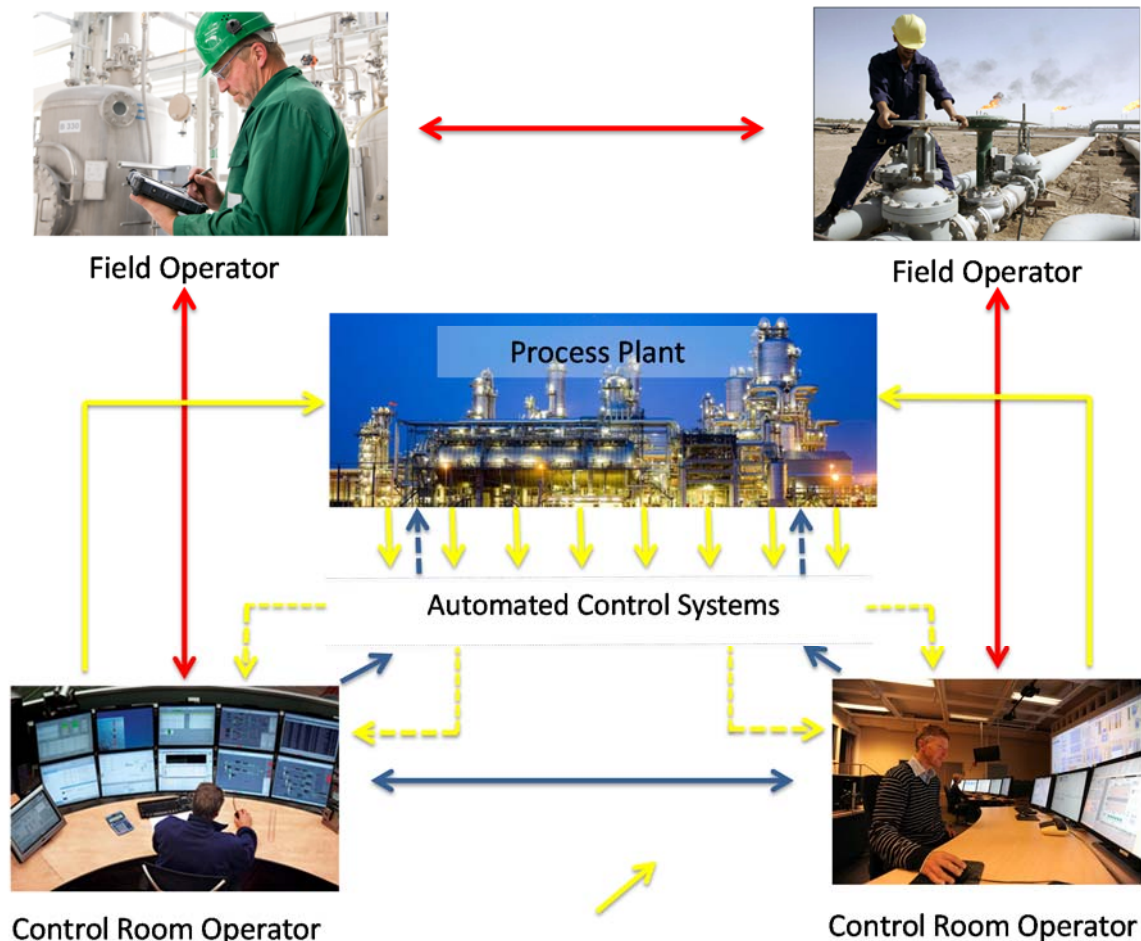 Field Operator
Field Operator
Process Plant
Automated Control Systems
Control Room Operator
Control Room Operator